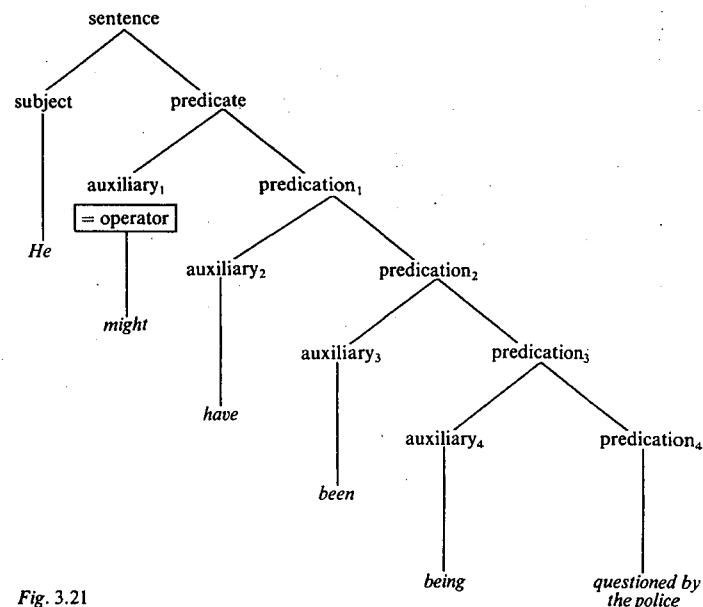 sentence
subject predicate
auxiliary₁ predication₁
= operator
He
auxiliary₂ predication₂
might
auxiliary₃ predication₃
have
auxiliary₄ predication₄
been
being questioned by
the police
Fig. 3.21